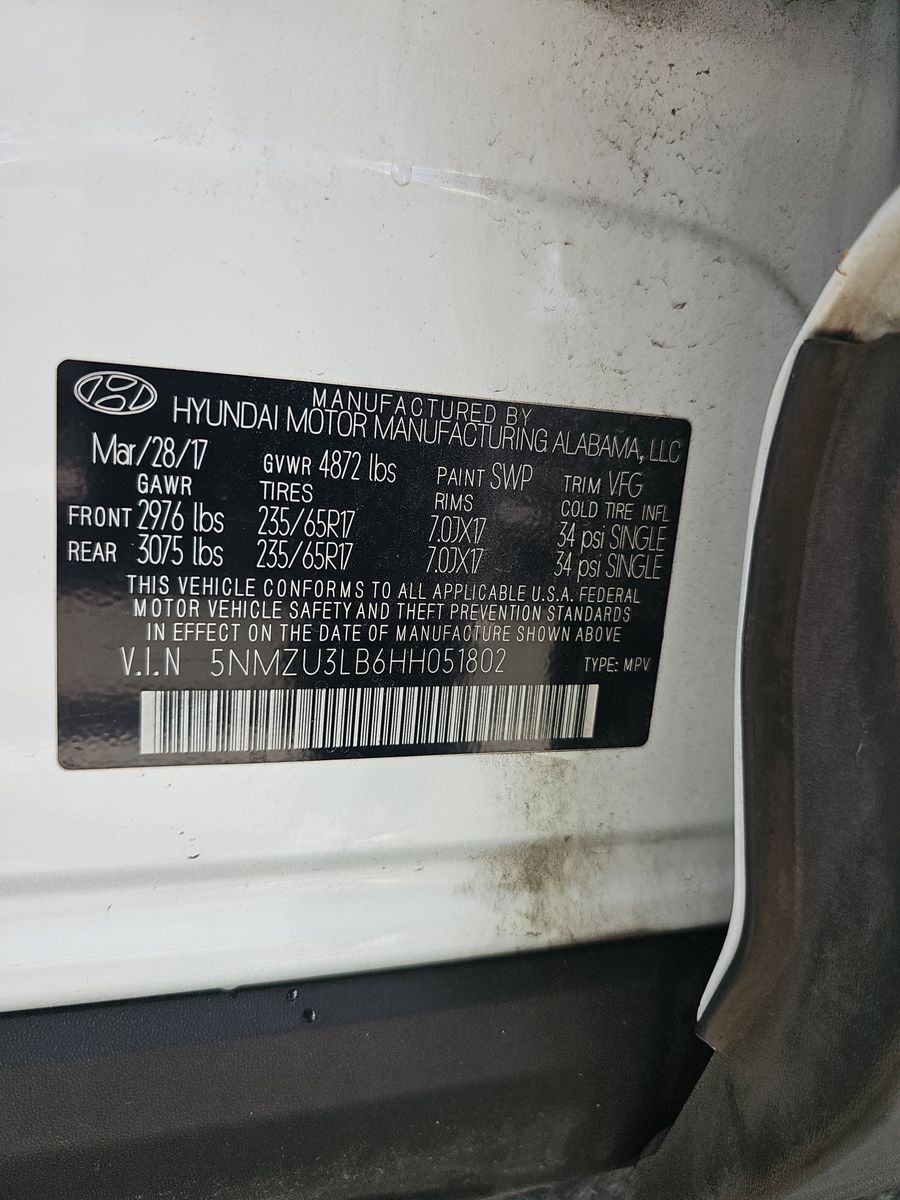 MANUFACTURED BY
HYUNDAI MOTOR MANUFACTURING ALABAMA, LLC
Mar/28/17 GVWR 4872 lbs PAINT SWP TRIM VFG
GAWR TIRES RIMS COLD TIRE INFL
FRONT 2976 lbs 235/65R17 7.0JX17 34 psi SINGLE
REAR 3075 lbs 235/65R17 7.0JX17 34 psi SINGLE
THIS VEHICLE CONFORMS TO ALL APPLICABLE U.S.A. FEDERAL
MOTOR VEHICLE SAFETY AND THEFT PREVENTION STANDARDS
IN EFFECT ON THE DATE OF MANUFACTURE SHOWN ABOVE
V.I.N 5NMZU3LB6HH051802 TYPE: MPV